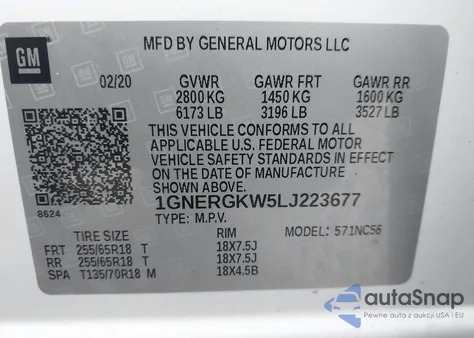 GM
MFD BY GENERAL MOTORS LLC
02/20 GVWR GAWR FRT GAWR RR
2800 KG 1450 KG 1600 KG
6173 LB 3196 LB 3527 LB
THIS VEHICLE CONFORMS TO ALL
APPLICABLE U.S. FEDERAL MOTOR
VEHICLE SAFETY STANDARDS IN EFFECT
ON THE DATE OF MANUFACTURE
SHOWN ABOVE.
8624
1GNERGKW5LJ223677
TYPE: M.P.V. MODEL: 571NC56
TIRE SIZE RIM
FRT 255/65R18 T 18X7.5J
RR 255/65R18 T 18X7.5J
SPA T135/70R18 M 18X4.5B
autoSnap
Pojazdy powypadkowe z USA i EU